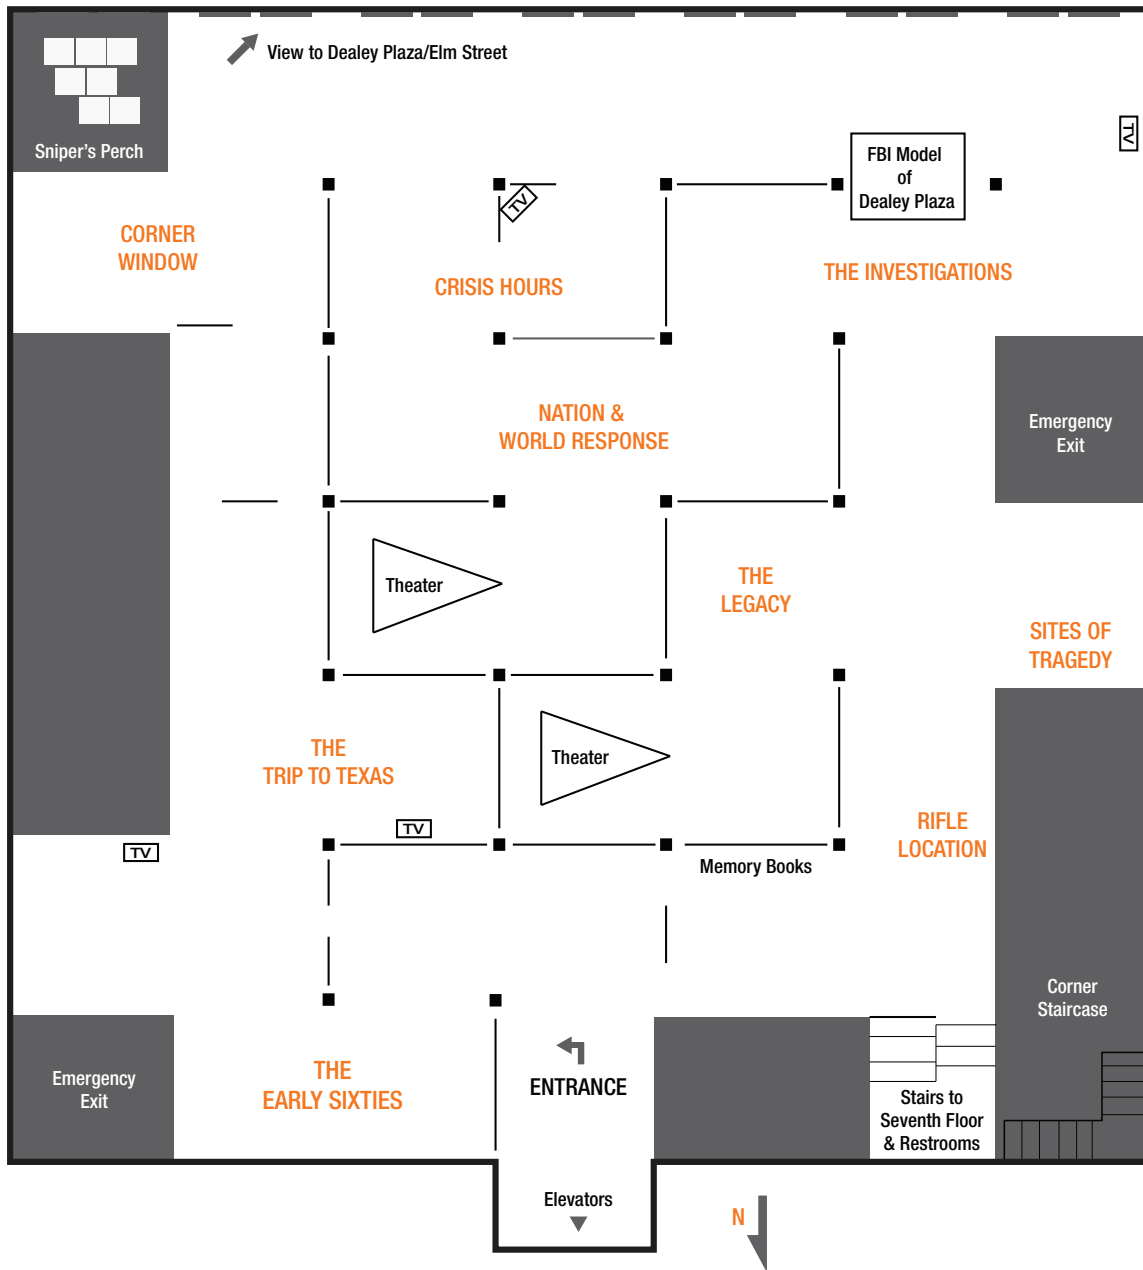 View to Dealey Plaza/Elm Street
Sniper's Perch
TV
FBI Model
of
Dealey Plaza
TV
CORNER
WINDOW
CRISIS HOURS
THE INVESTIGATIONS
NATION &
WORLD RESPONSE
Emergency
Exit
Theater
THE
LEGACY
SITES OF
TRAGEDY
THE
TRIP TO TEXAS
Theater
TV
TV
RIFLE
LOCATION
Memory Books
Corner
Staircase
Emergency
Exit
THE
EARLY SIXTIES
ENTRANCE
Stairs to
Seventh Floor
& Restrooms
Elevators
N